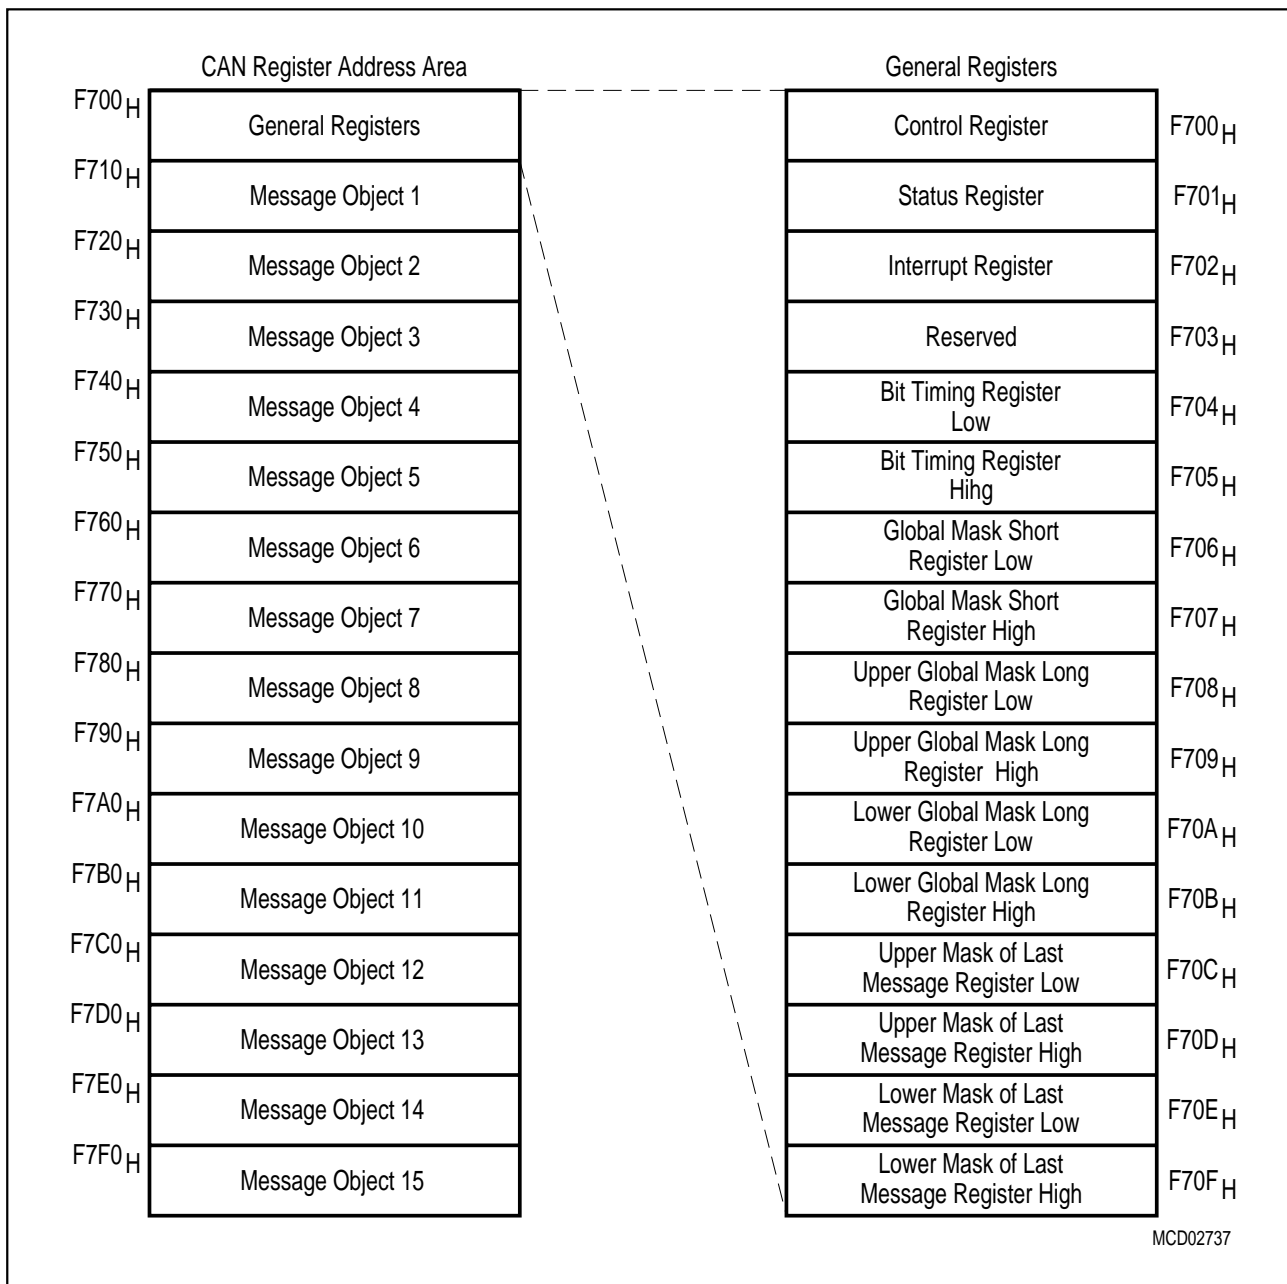 CAN Register Address Area
F700H
General Registers
F710H
Message Object 1
F720H
Message Object 2
F730H
Message Object 3
F740H
Message Object 4
F750H
Message Object 5
F760H
Message Object 6
F770H
Message Object 7
F780H
Message Object 8
F790H
Message Object 9
F7A0H
Message Object 10
F7B0H
Message Object 11
F7C0H
Message Object 12
F7D0H
Message Object 13
F7E0H
Message Object 14
F7F0H
Message Object 15
General Registers
Control Register
F700H
Status Register
F701H
Interrupt Register
F702H
Reserved
F703H
Bit Timing Register
Low
F704H
Bit Timing Register
Hihg
F705H
Global Mask Short
Register Low
F706H
Global Mask Short
Register High
F707H
Upper Global Mask Long
Register Low
F708H
Upper Global Mask Long
Register High
F709H
Lower Global Mask Long
Register Low
F70AH
Lower Global Mask Long
Register High
F70BH
Upper Mask of Last
Message Register Low
F70CH
Upper Mask of Last
Message Register High
F70DH
Lower Mask of Last
Message Register Low
F70EH
Lower Mask of Last
Message Register High
F70FH
MCD02737